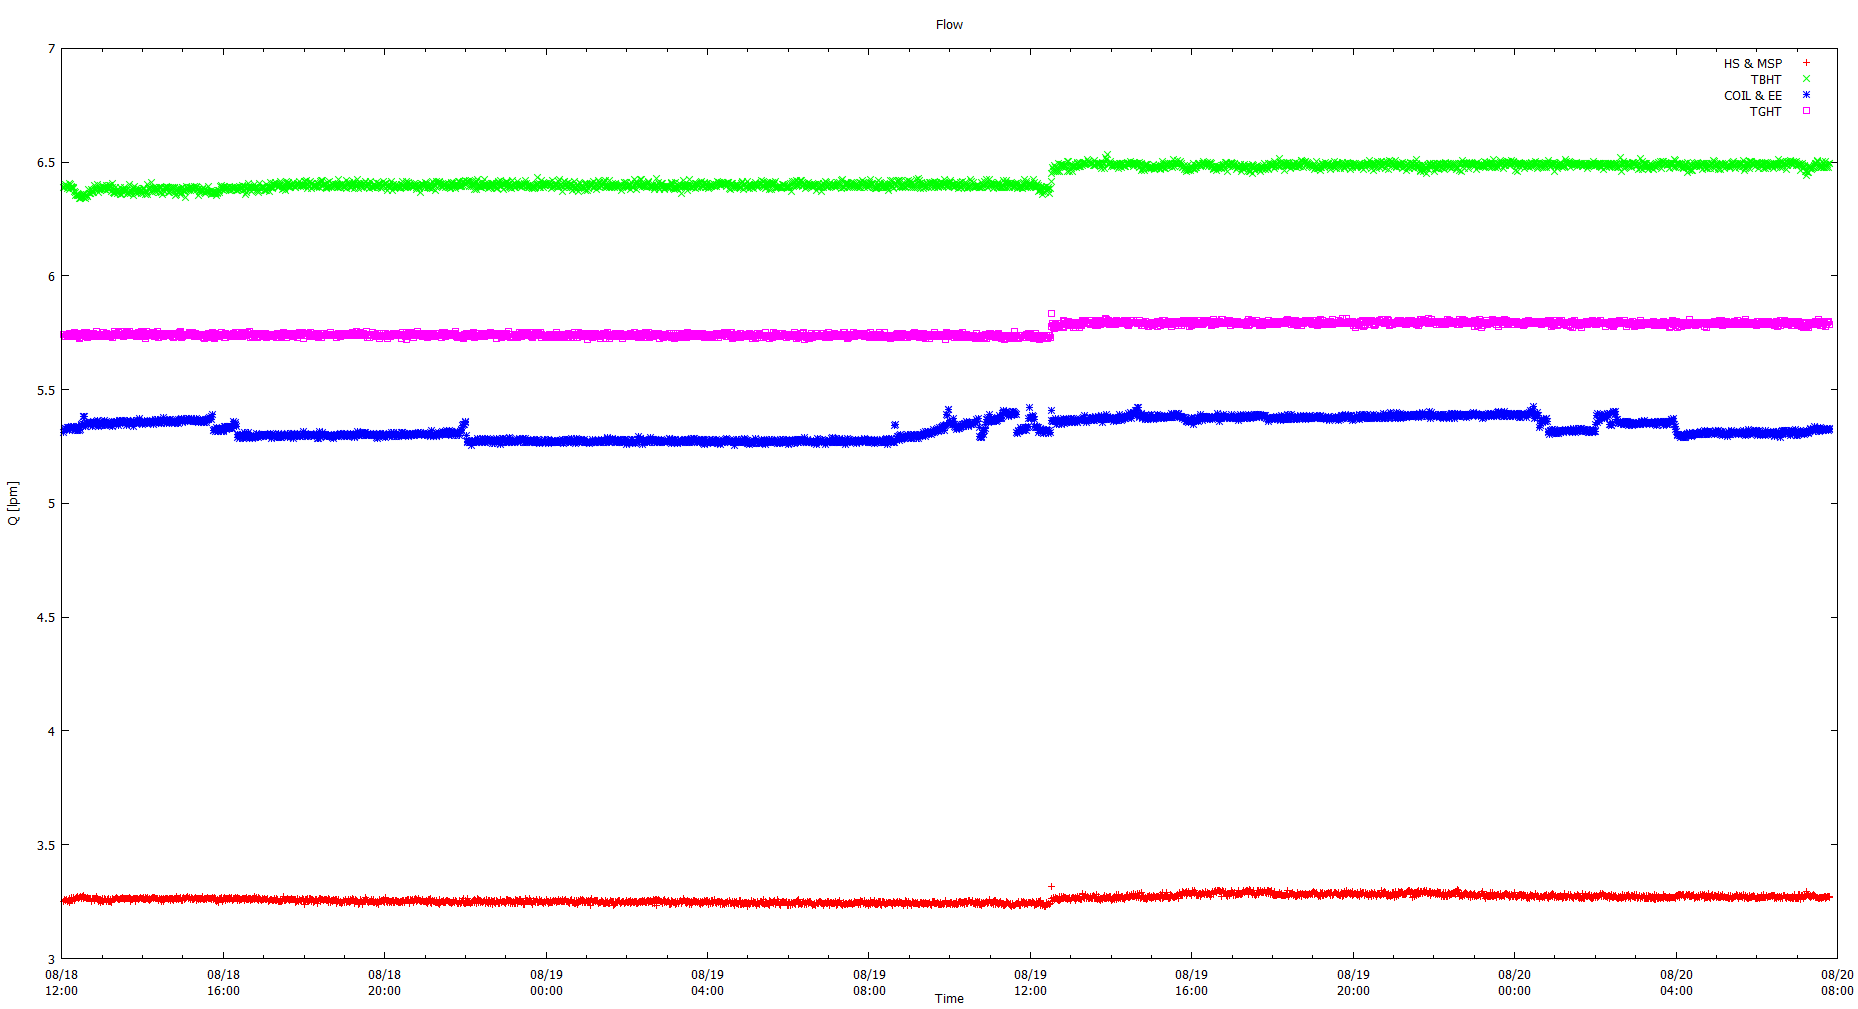 Flow
7
HS & MSP
TBHT
COIL & EE
TGHT
6.5
6
5.5
5
Q [lpm]
4.5
4
3.5
3
08/18 08/18 08/18 08/19 08/19 08/19 08/19 08/19 08/19 08/20 08/20 08/20
12:00 16:00 20:00 00:00 04:00 08:00 12:00 16:00 20:00 00:00 04:00 08:00
Time